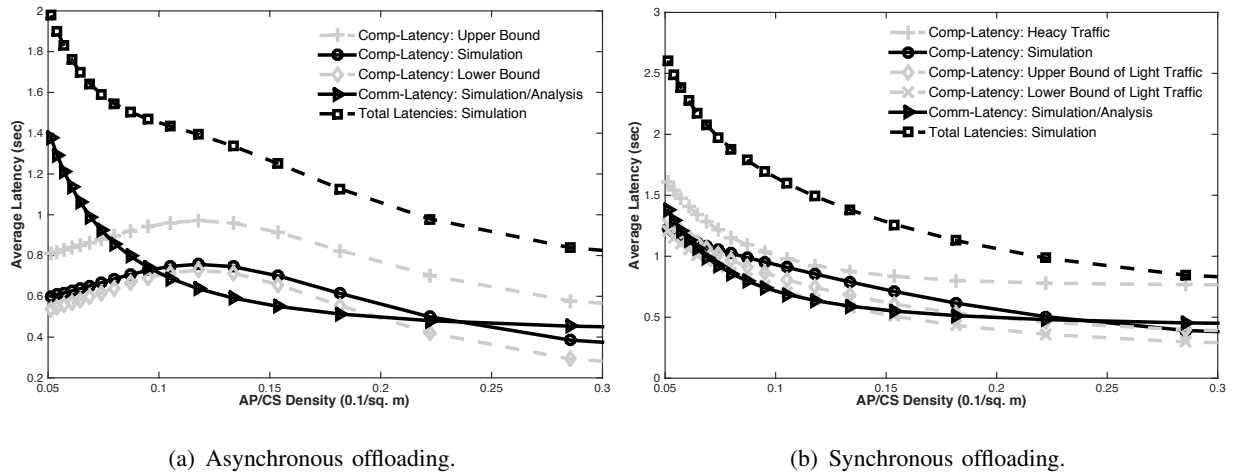 2
1.8
1.6
1.4
1.2
1
0.8
0.6
0.4
0.2
Average Latency (sec)
Comp-Latency: Upper Bound
Comp-Latency: Simulation
Comp-Latency: Lower Bound
Comm-Latency: Simulation/Analysis
Total Latencies: Simulation
0.05 0.1 0.15 0.2 0.25 0.3
AP/CS Density (0.1/sq. m)
(a) Asynchronous offloading.
3
2.5
2
1.5
1
0.5
0
Average Latency (sec)
Comp-Latency: Heacy Traffic
Comp-Latency: Simulation
Comp-Latency: Upper Bound of Light Traffic
Comp-Latency: Lower Bound of Light Traffic
Comm-Latency: Simulation/Analysis
Total Latencies: Simulation
0.05 0.1 0.15 0.2 0.25 0.3
AP/CS Density (0.1/sq. m)
(b) Synchronous offloading.